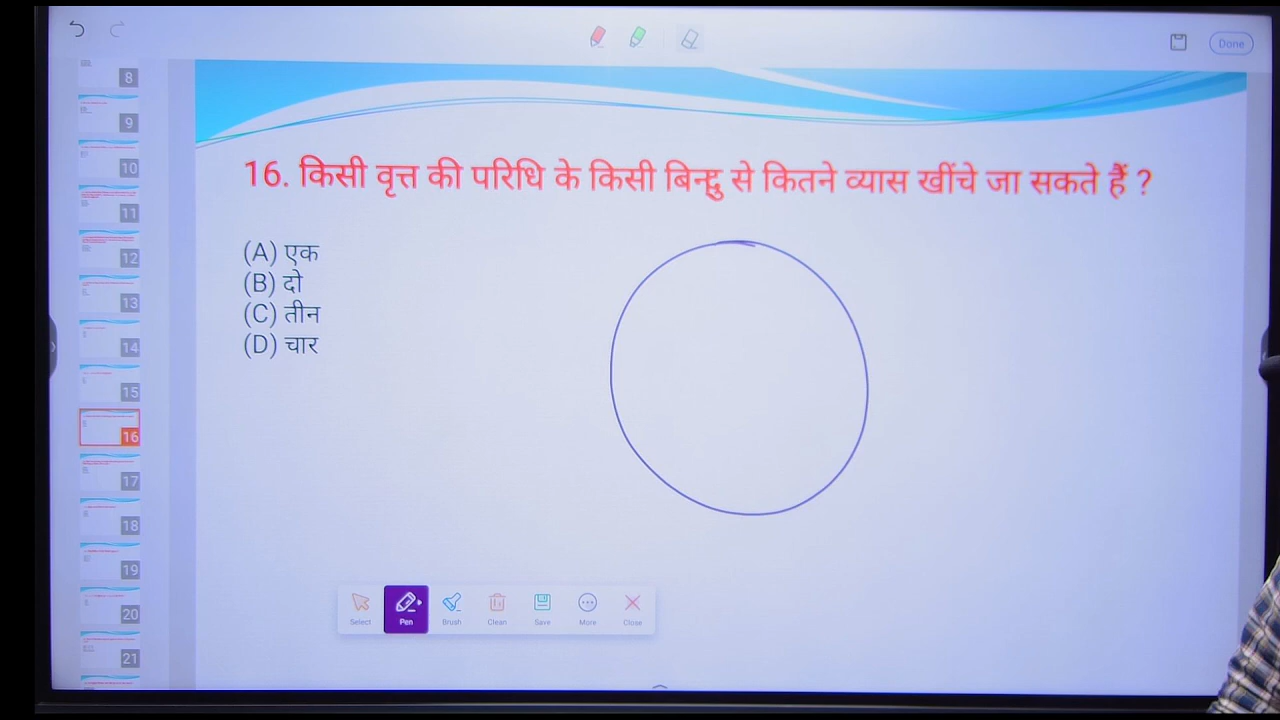 Done
8
9
10
11
12
13
14
15
16
17
18
19
20
21
16. किसी वृत्त की परिधि के किसी बिन्दु से कितने व्यास खींचे जा सकते हैं ?
(A) एक
(B) दो
(C) तीन
(D) चार
Select Pen Brush Clean Save More Close